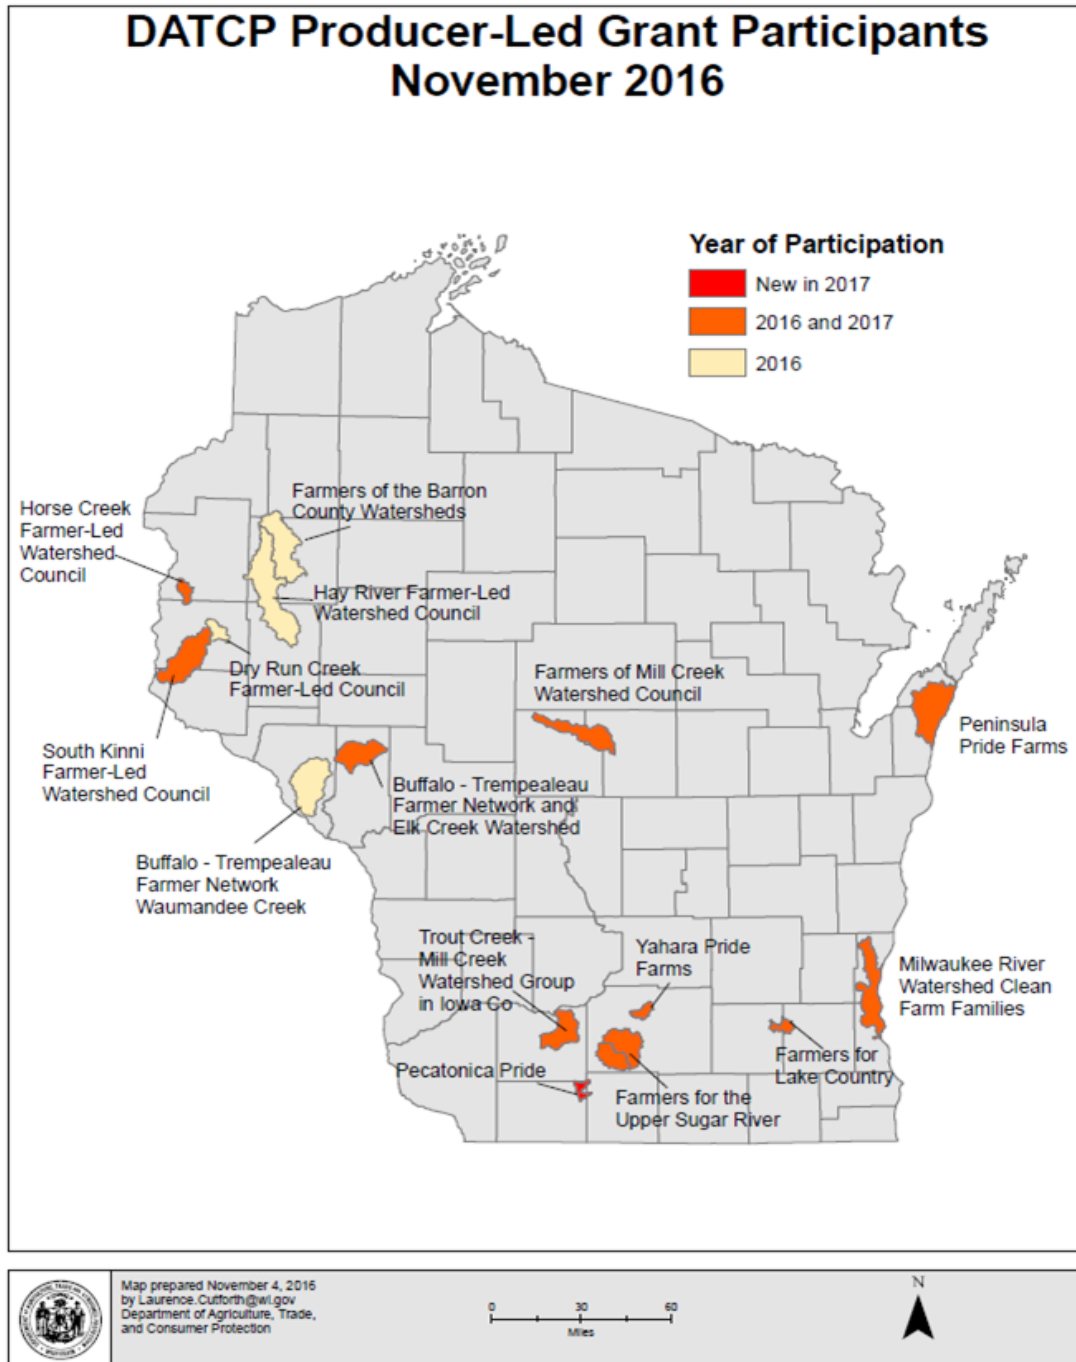 DATCP Producer-Led Grant Participants
November 2016
Year of Participation
New in 2017
2016 and 2017
2016
Farmers of the Barron
County Watersheds
Horse Creek
Farmer-Led
Watershed
Council
Hay River Farmer-Led
Watershed Council
Dry Run Creek
Farmer-Led Council
Farmers of Mill Creek
Watershed Council
Peninsula
Pride Farms
South Kinni
Farmer-Led
Watershed Council
Buffalo - Trempealeau
Farmer Network and
Elk Creek Watershed
Buffalo - Trempealeau
Farmer Network
Waumandee Creek
Trout Creek -
Mill Creek
Watershed Group
in Iowa Co
Yahara Pride
Farms
Milwaukee River
Watershed Clean
Farm Families
Pecatonica Pride
Farmers for
Lake Country
Farmers for the
Upper Sugar River
Map prepared November 4, 2016
by Laurence.Cutforth@wi.gov
Department of Agriculture, Trade,
and Consumer Protection
0 30 60
Miles
N